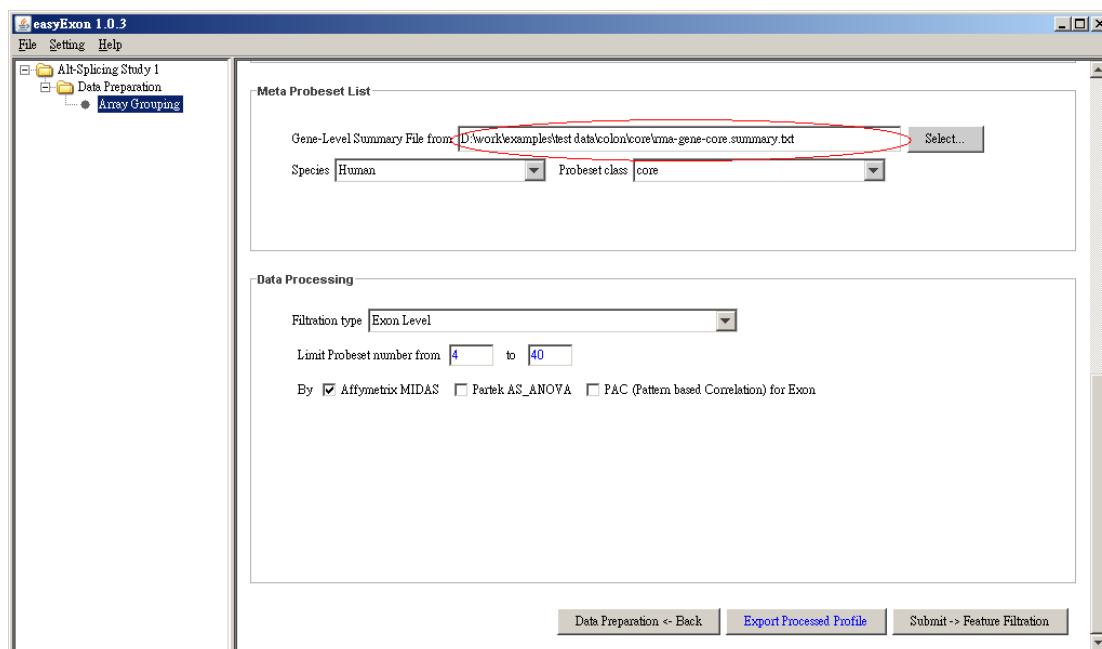 easyExon 1.0.3
File Setting Help
Alt-Splicing Study 1
Data Preparation
Array Grouping
Meta Probeset List
Gene-Level Summary File from D:\work\examples\test data\colon\core\rma-gene-core.summary.txt Select...
Species Human Probeset class core
Data Processing
Filtration type Exon Level
Limit Probeset number from 4 to 40
By Affymetrix MIDAS Partek AS_ANOVA PAC (Pattern based Correlation) for Exon
Data Preparation <- Back Export Processed Profile Submit -> Feature Filtration